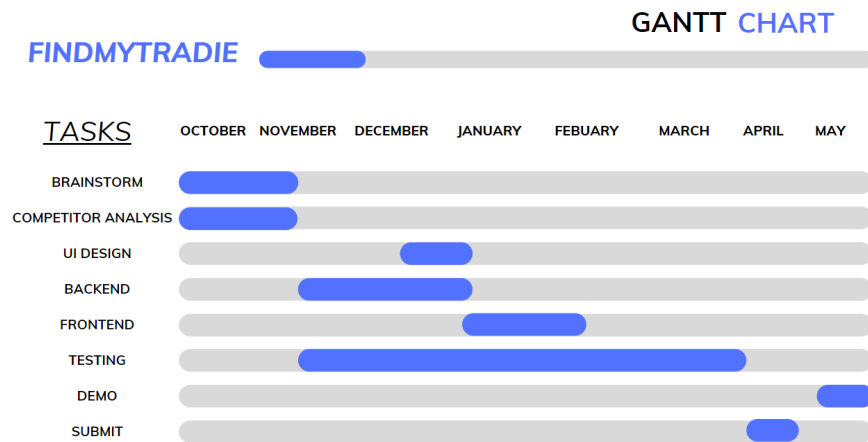 GANTT CHART
FINDMYTRADIE
TASKS
OCTOBER NOVEMBER DECEMBER JANUARY FEBUARY MARCH APRIL MAY
BRAINSTORM
COMPETITOR ANALYSIS
UI DESIGN
BACKEND
FRONTEND
TESTING
DEMO
SUBMIT